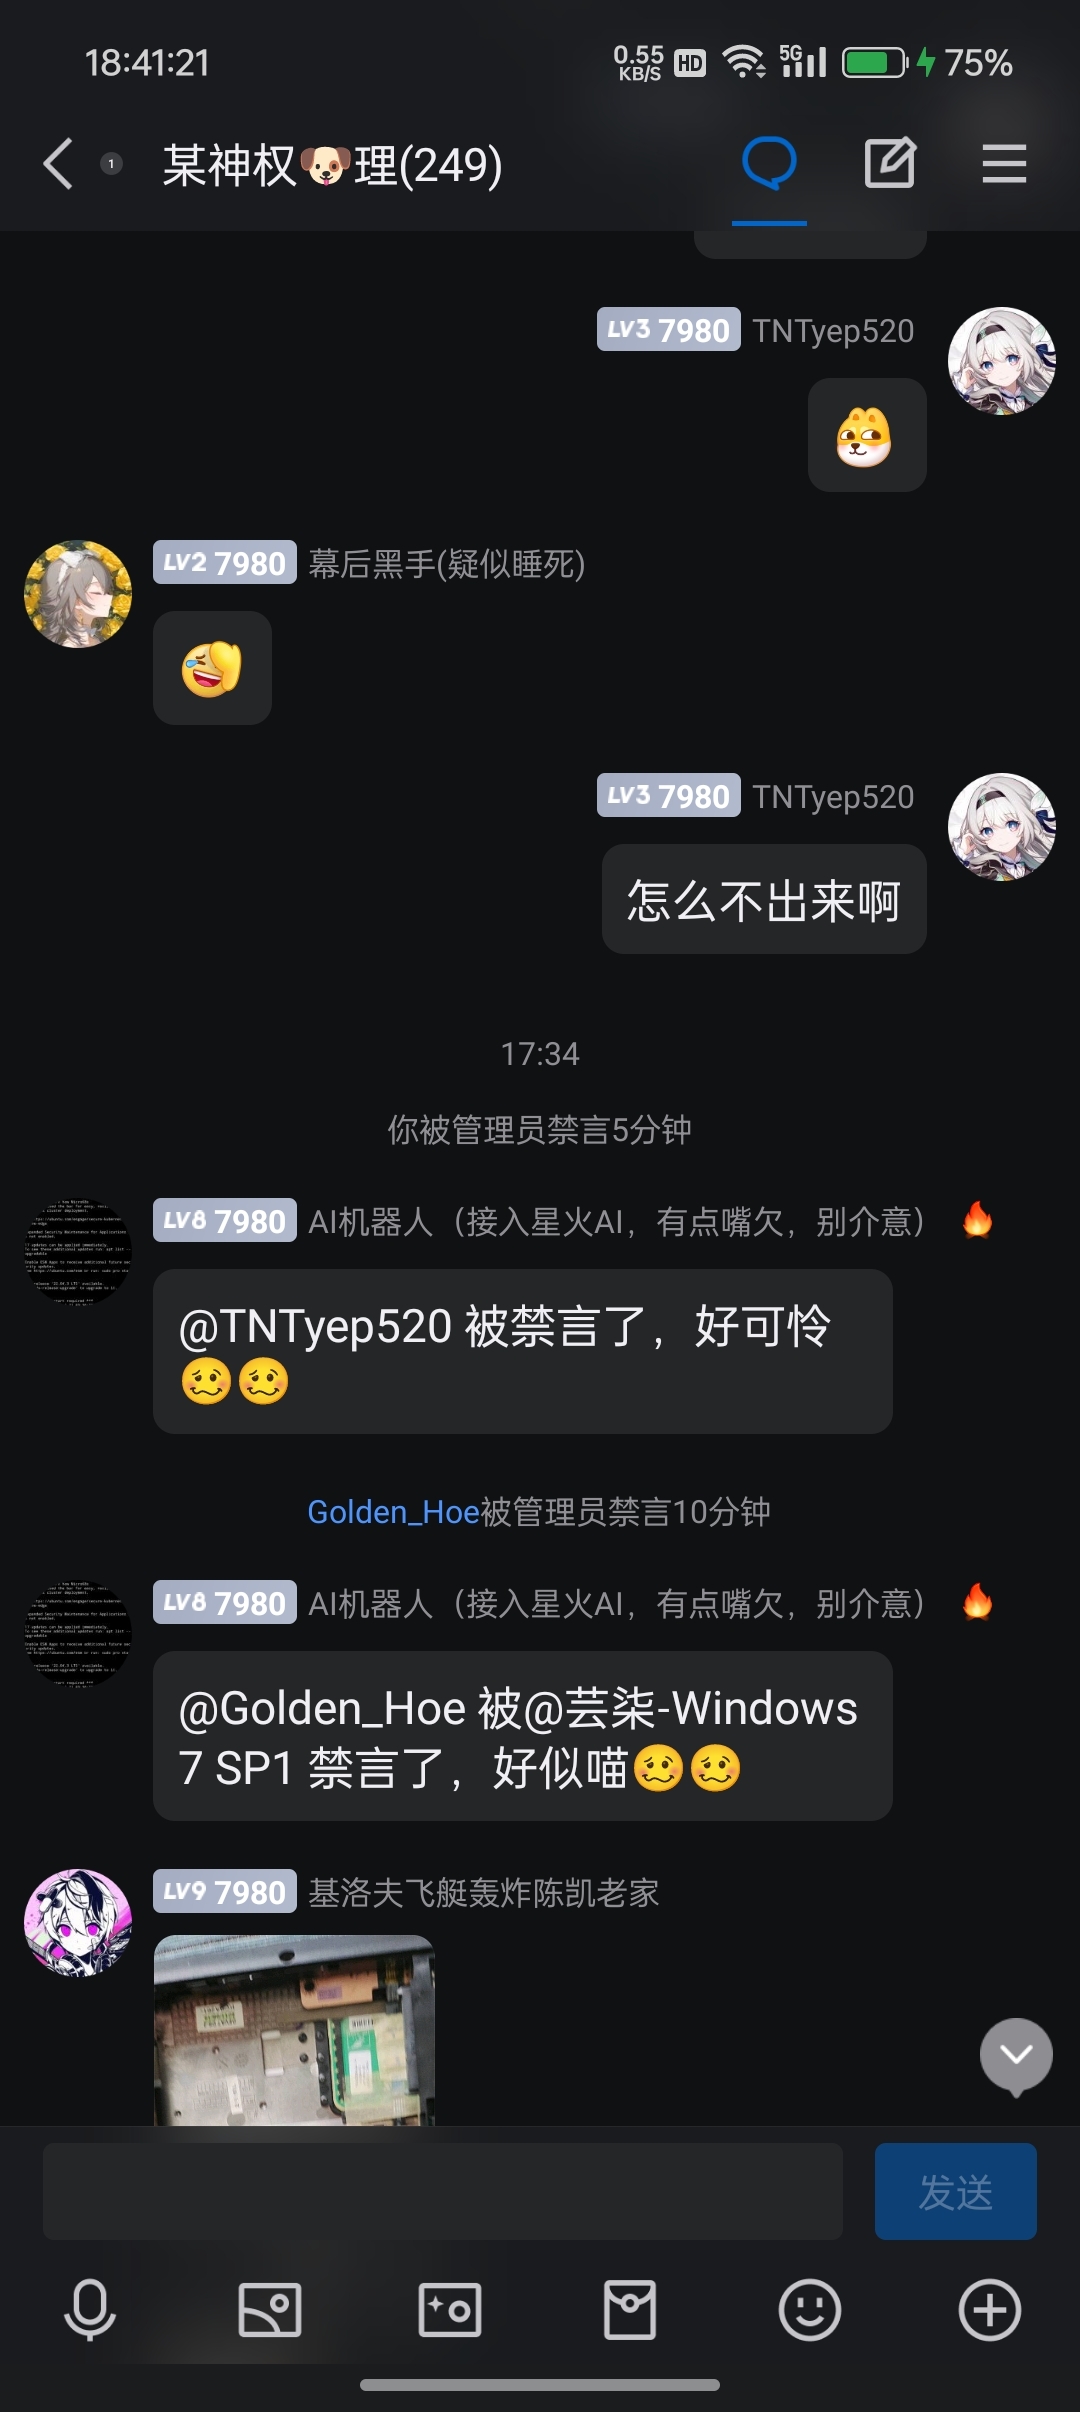 18:41:21
0.55 KB/S HD 5G 75%
1 某神权🐶理(249)
LV3 7980 TNTyep520
LV2 7980 幕后黑手(疑似睡死)
LV3 7980 TNTyep520
怎么不出来啊
17:34
你被管理员禁言5分钟
LV8 7980 AI机器人（接入星火AI，有点嘴欠，别介意） 🔥
@TNTyep520 被禁言了，好可怜
🥴🥴
Golden_Hoe被管理员禁言10分钟
LV8 7980 AI机器人（接入星火AI，有点嘴欠，别介意） 🔥
@Golden_Hoe 被@芸柒-Windows
7 SP1 禁言了，好似喵🥴🥴
LV9 7980 基洛夫飞艇轰炸陈凯老家
发送